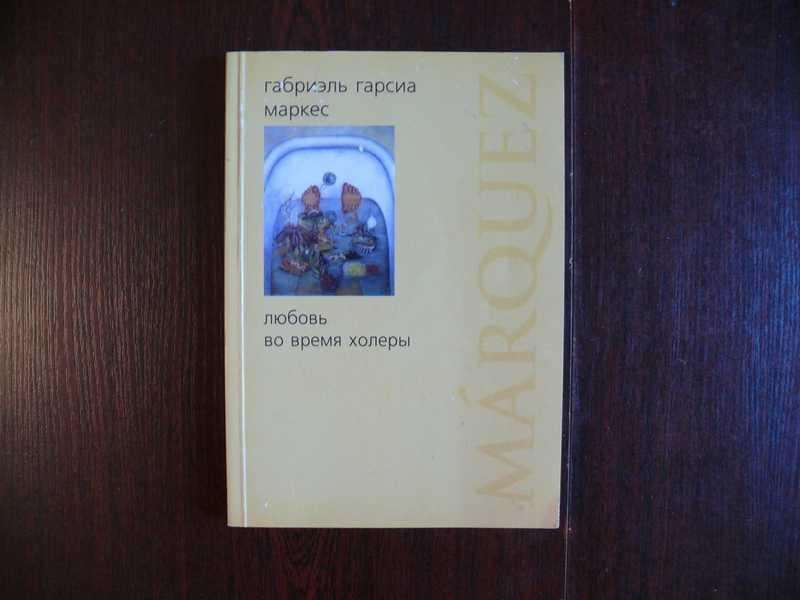 габриэль гарсиа
маркес
любовь
во время холеры
MÁRQUEZ